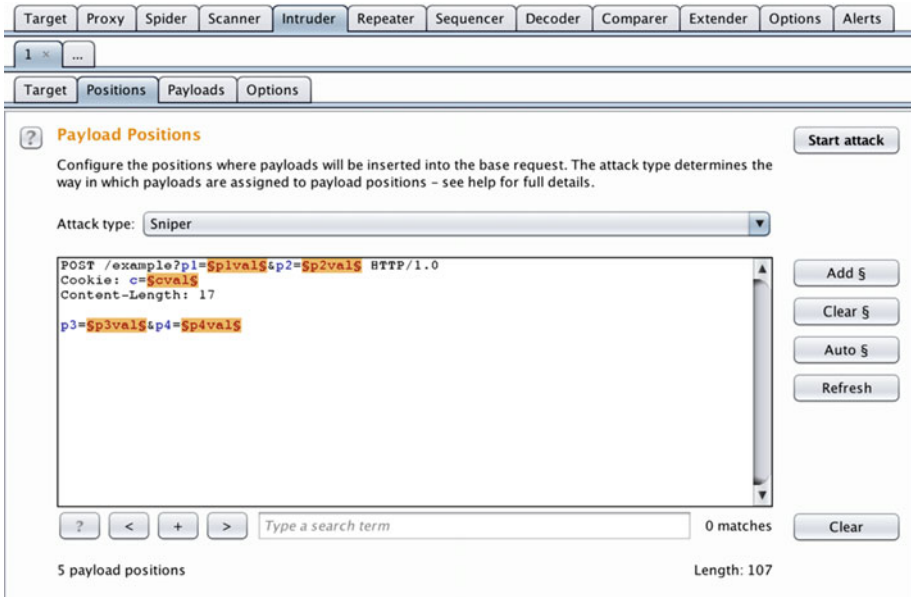 Target Proxy Spider Scanner Intruder Repeater Sequencer Decoder Comparer Extender Options Alerts
1 × ...
Target Positions Payloads Options
? Payload Positions
Start attack
Configure the positions where payloads will be inserted into the base request. The attack type determines the
way in which payloads are assigned to payload positions – see help for full details.
Attack type: Sniper
POST /example?p1=§p1val§&p2=§p2val§ HTTP/1.0
Cookie: c=§cval§
Content-Length: 17
p3=§p3val§&p4=§p4val§
Add §
Clear §
Auto §
Refresh
? < + > Type a search term 0 matches Clear
5 payload positions Length: 107